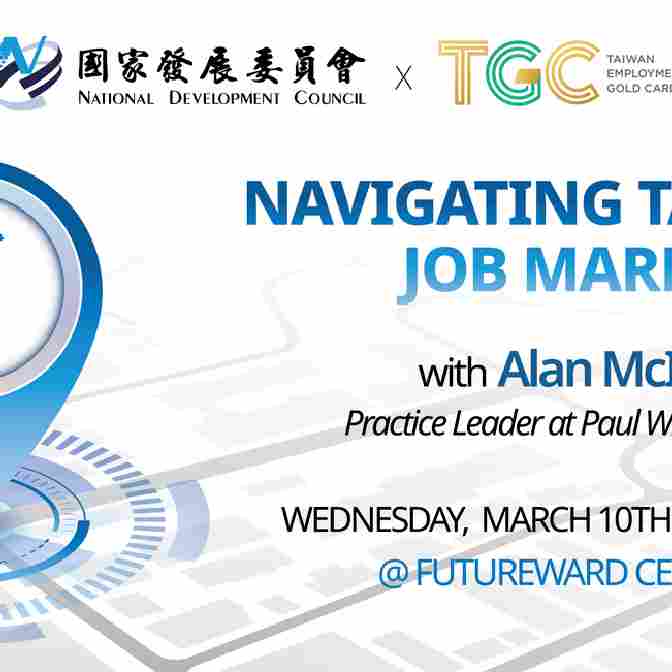 國家發展委員會
NATIONAL DEVELOPMENT COUNCIL
X
TGC
TAIWAN
EMPLOYME
GOLD CARD
NAVIGATING TA
JOB MAR
with Alan Mc
Practice Leader at Paul W
WEDNESDAY, MARCH 10TH
@ FUTUREWARD CE